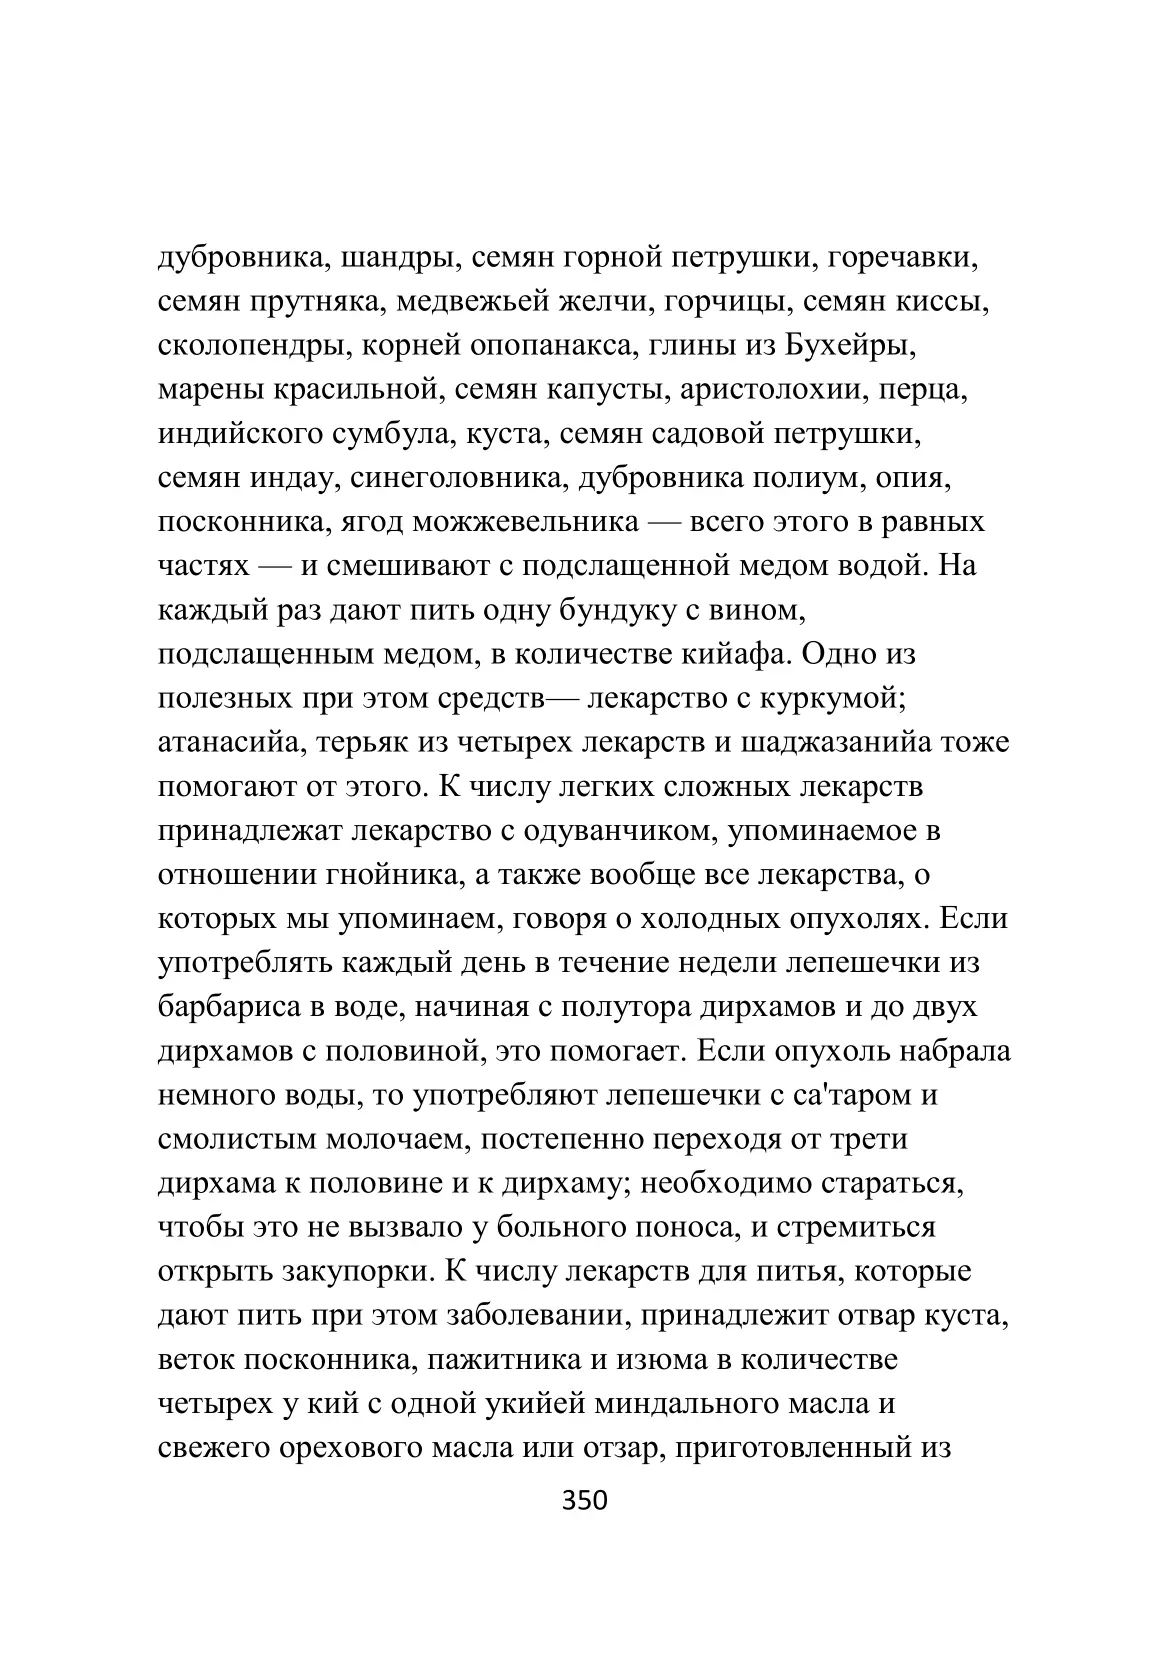 дубровника, шандры, семян горной петрушки, горечавки,
семян прутняка, медвежьей желчи, горчицы, семян киссы,
сколопендры, корней опопанакса, глины из Бухейры,
марены красильной, семян капусты, аристолохии, перца,
индийского сумбула, куста, семян садовой петрушки,
семян индау, синеголовника, дубровника полиум, опия,
посконника, ягод можжевельника — всего этого в равных
частях — и смешивают с подслащенной медом водой. На
каждый раз дают пить одну бундуку с вином,
подслащенным медом, в количестве кийафа. Одно из
полезных при этом средств— лекарство с куркумой;
атанасийа, терьяк из четырех лекарств и шаджазанийа тоже
помогают от этого. К числу легких сложных лекарств
принадлежат лекарство с одуванчиком, упоминаемое в
отношении гнойника, а также вообще все лекарства, о
которых мы упоминаем, говоря о холодных опухолях. Если
употреблять каждый день в течение недели лепешечки из
барбариса в воде, начиная с полутора дирхамов и до двух
дирхамов с половиной, это помогает. Если опухоль набрала
немного воды, то употребляют лепешечки с са'таром и
смолистым молочаем, постепенно переходя от трети
дирхама к половине и к дирхаму; необходимо стараться,
чтобы это не вызвало у больного поноса, и стремиться
открыть закупорки. К числу лекарств для питья, которые
дают пить при этом заболевании, принадлежит отвар куста,
веток посконника, пажитника и изюма в количестве
четырех у кий с одной укийей миндального масла и
свежего орехового масла или отзар, приготовленный из
350